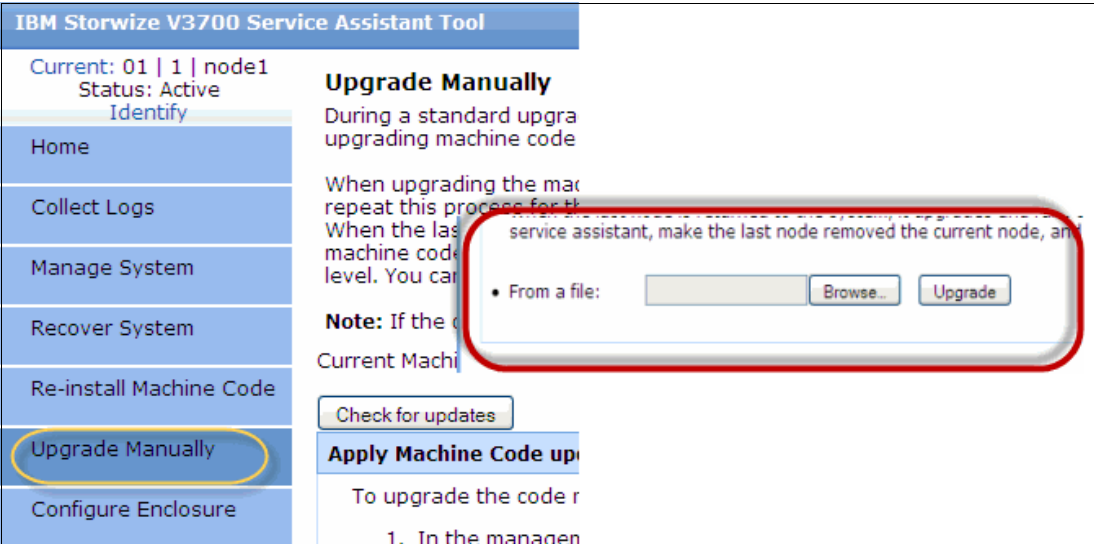 IBM Storwize V3700 Service Assistant Tool
Current: 01 | 1 | node1
Status: Active
Identify
Home
Collect Logs
Manage System
Recover System
Re-install Machine Code
Upgrade Manually
Configure Enclosure
Upgrade Manually
During a standard upgra
upgrading machine code
When upgrading the mac
repeat this process for th
When the las
machine code
level. You car
Note: If the
Current Machi
Check for updates
Apply Machine Code up
To upgrade the code r
1. In the managem
service assistant, make the last node removed the current node, and
• From a file:
Browse...
Upgrade